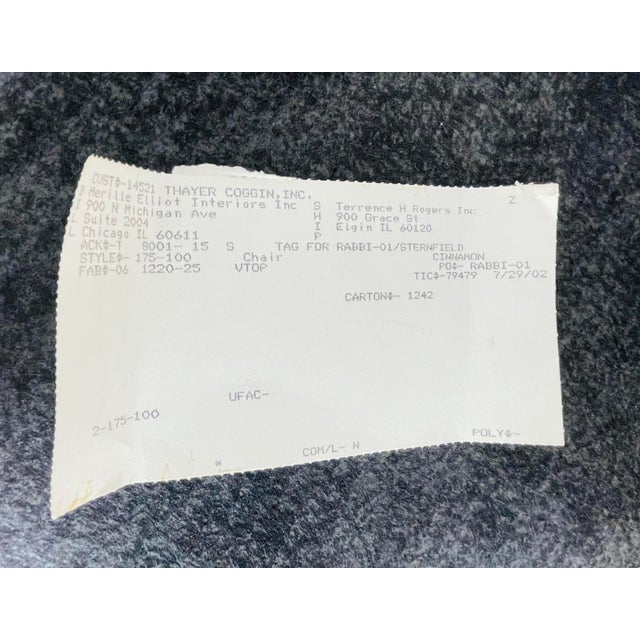 CUST#-14521 THAYER COGGIN,INC. Z
Merille Elliot Interiors Inc S Terrence H Rogers Inc
I 900 N Michigan Ave H 900 Grace St
L Suite 2004 I Elgin IL 60120
L Chicago IL 60611 P
ACK#-T 8001- 15 S TAG FOR RABBI-01/STERNFIELD
STYLE#- 175-100 Chair CINNAMON
FAB#-06 1220-25 VTOP PO#- RABBI-01
TIC#-79479 7/29/02
CARTON#- 1242
UFAC-
2-175-100
COM/L- N POLY#-
*